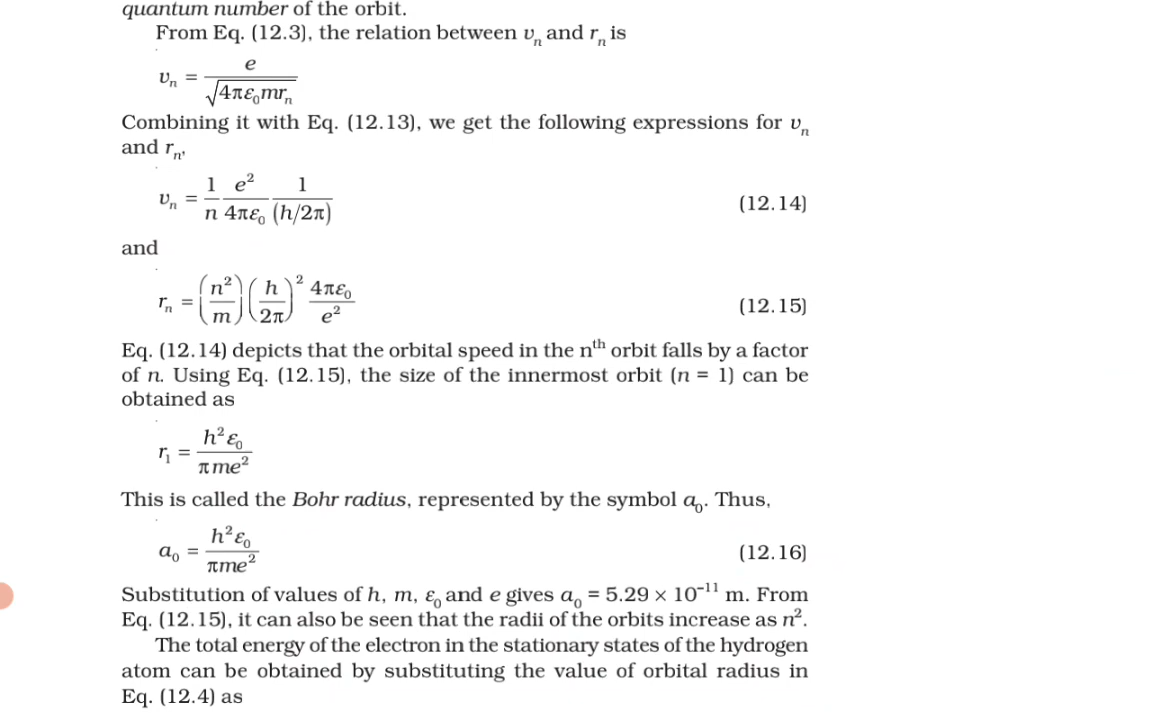 quantum number of the orbit.
From Eq. (12.3), the relation between υₙ and rₙ is
υₙ = e / √(4πε₀mrₙ)
Combining it with Eq. (12.13), we get the following expressions for υₙ
and rₙ,
υₙ = (1/n) (e²/4πε₀) (1/(h/2π)) (12.14)
and
rₙ = (n²/m) (h/2π)² (4πε₀/e²) (12.15)
Eq. (12.14) depicts that the orbital speed in the nᵗʰ orbit falls by a factor
of n. Using Eq. (12.15), the size of the innermost orbit (n = 1) can be
obtained as
r₁ = h²ε₀ / πme²
This is called the Bohr radius, represented by the symbol a₀. Thus,
a₀ = h²ε₀ / πme² (12.16)
Substitution of values of h, m, ε₀ and e gives a₀ = 5.29 × 10⁻¹¹ m. From
Eq. (12.15), it can also be seen that the radii of the orbits increase as n².
The total energy of the electron in the stationary states of the hydrogen
atom can be obtained by substituting the value of orbital radius in
Eq. (12.4) as